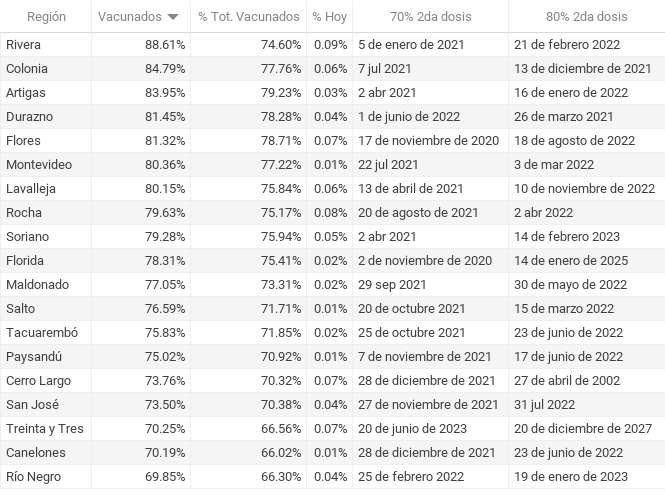 Región Vacunados % Tot. Vacunados % Hoy 70% 2da dosis 80% 2da dosis
Rivera 88.61% 74.60% 0.09% 5 de enero de 2021 21 de febrero 2022
Colonia 84.79% 77.76% 0.06% 7 jul 2021 13 de diciembre de 2021
Artigas 83.95% 79.23% 0.03% 2 abr 2021 16 de enero de 2022
Durazno 81.45% 78.28% 0.04% 1 de junio de 2022 26 de marzo 2021
Flores 81.32% 78.71% 0.07% 17 de noviembre de 2020 18 de agosto de 2022
Montevideo 80.36% 77.22% 0.01% 22 jul 2021 3 de mar 2022
Lavalleja 80.15% 75.84% 0.06% 13 de abril de 2021 10 de noviembre de 2022
Rocha 79.63% 75.17% 0.08% 20 de agosto de 2021 2 abr 2022
Soriano 79.28% 75.94% 0.05% 2 abr 2021 14 de febrero 2023
Florida 78.31% 75.41% 0.02% 2 de noviembre de 2020 14 de enero de 2025
Maldonado 77.05% 73.31% 0.02% 29 sep 2021 30 de mayo de 2022
Salto 76.59% 71.71% 0.01% 20 de octubre 2021 15 de marzo de 2022
Tacuarembó 75.83% 71.85% 0.02% 25 de octubre 2021 23 de junio de 2022
Paysandú 75.02% 70.92% 0.01% 7 de noviembre de 2021 17 de junio de 2022
Cerro Largo 73.76% 70.32% 0.07% 28 de diciembre de 2021 27 de abril de 2002
San José 73.50% 70.38% 0.04% 27 de noviembre de 2021 31 jul 2022
Treinta y Tres 70.25% 66.56% 0.07% 20 de junio de 2023 20 de diciembre de 2027
Canelones 70.19% 66.02% 0.01% 28 de diciembre de 2021 23 de junio de 2022
Río Negro 69.85% 66.30% 0.04% 25 de febrero 2022 19 de enero de 2023